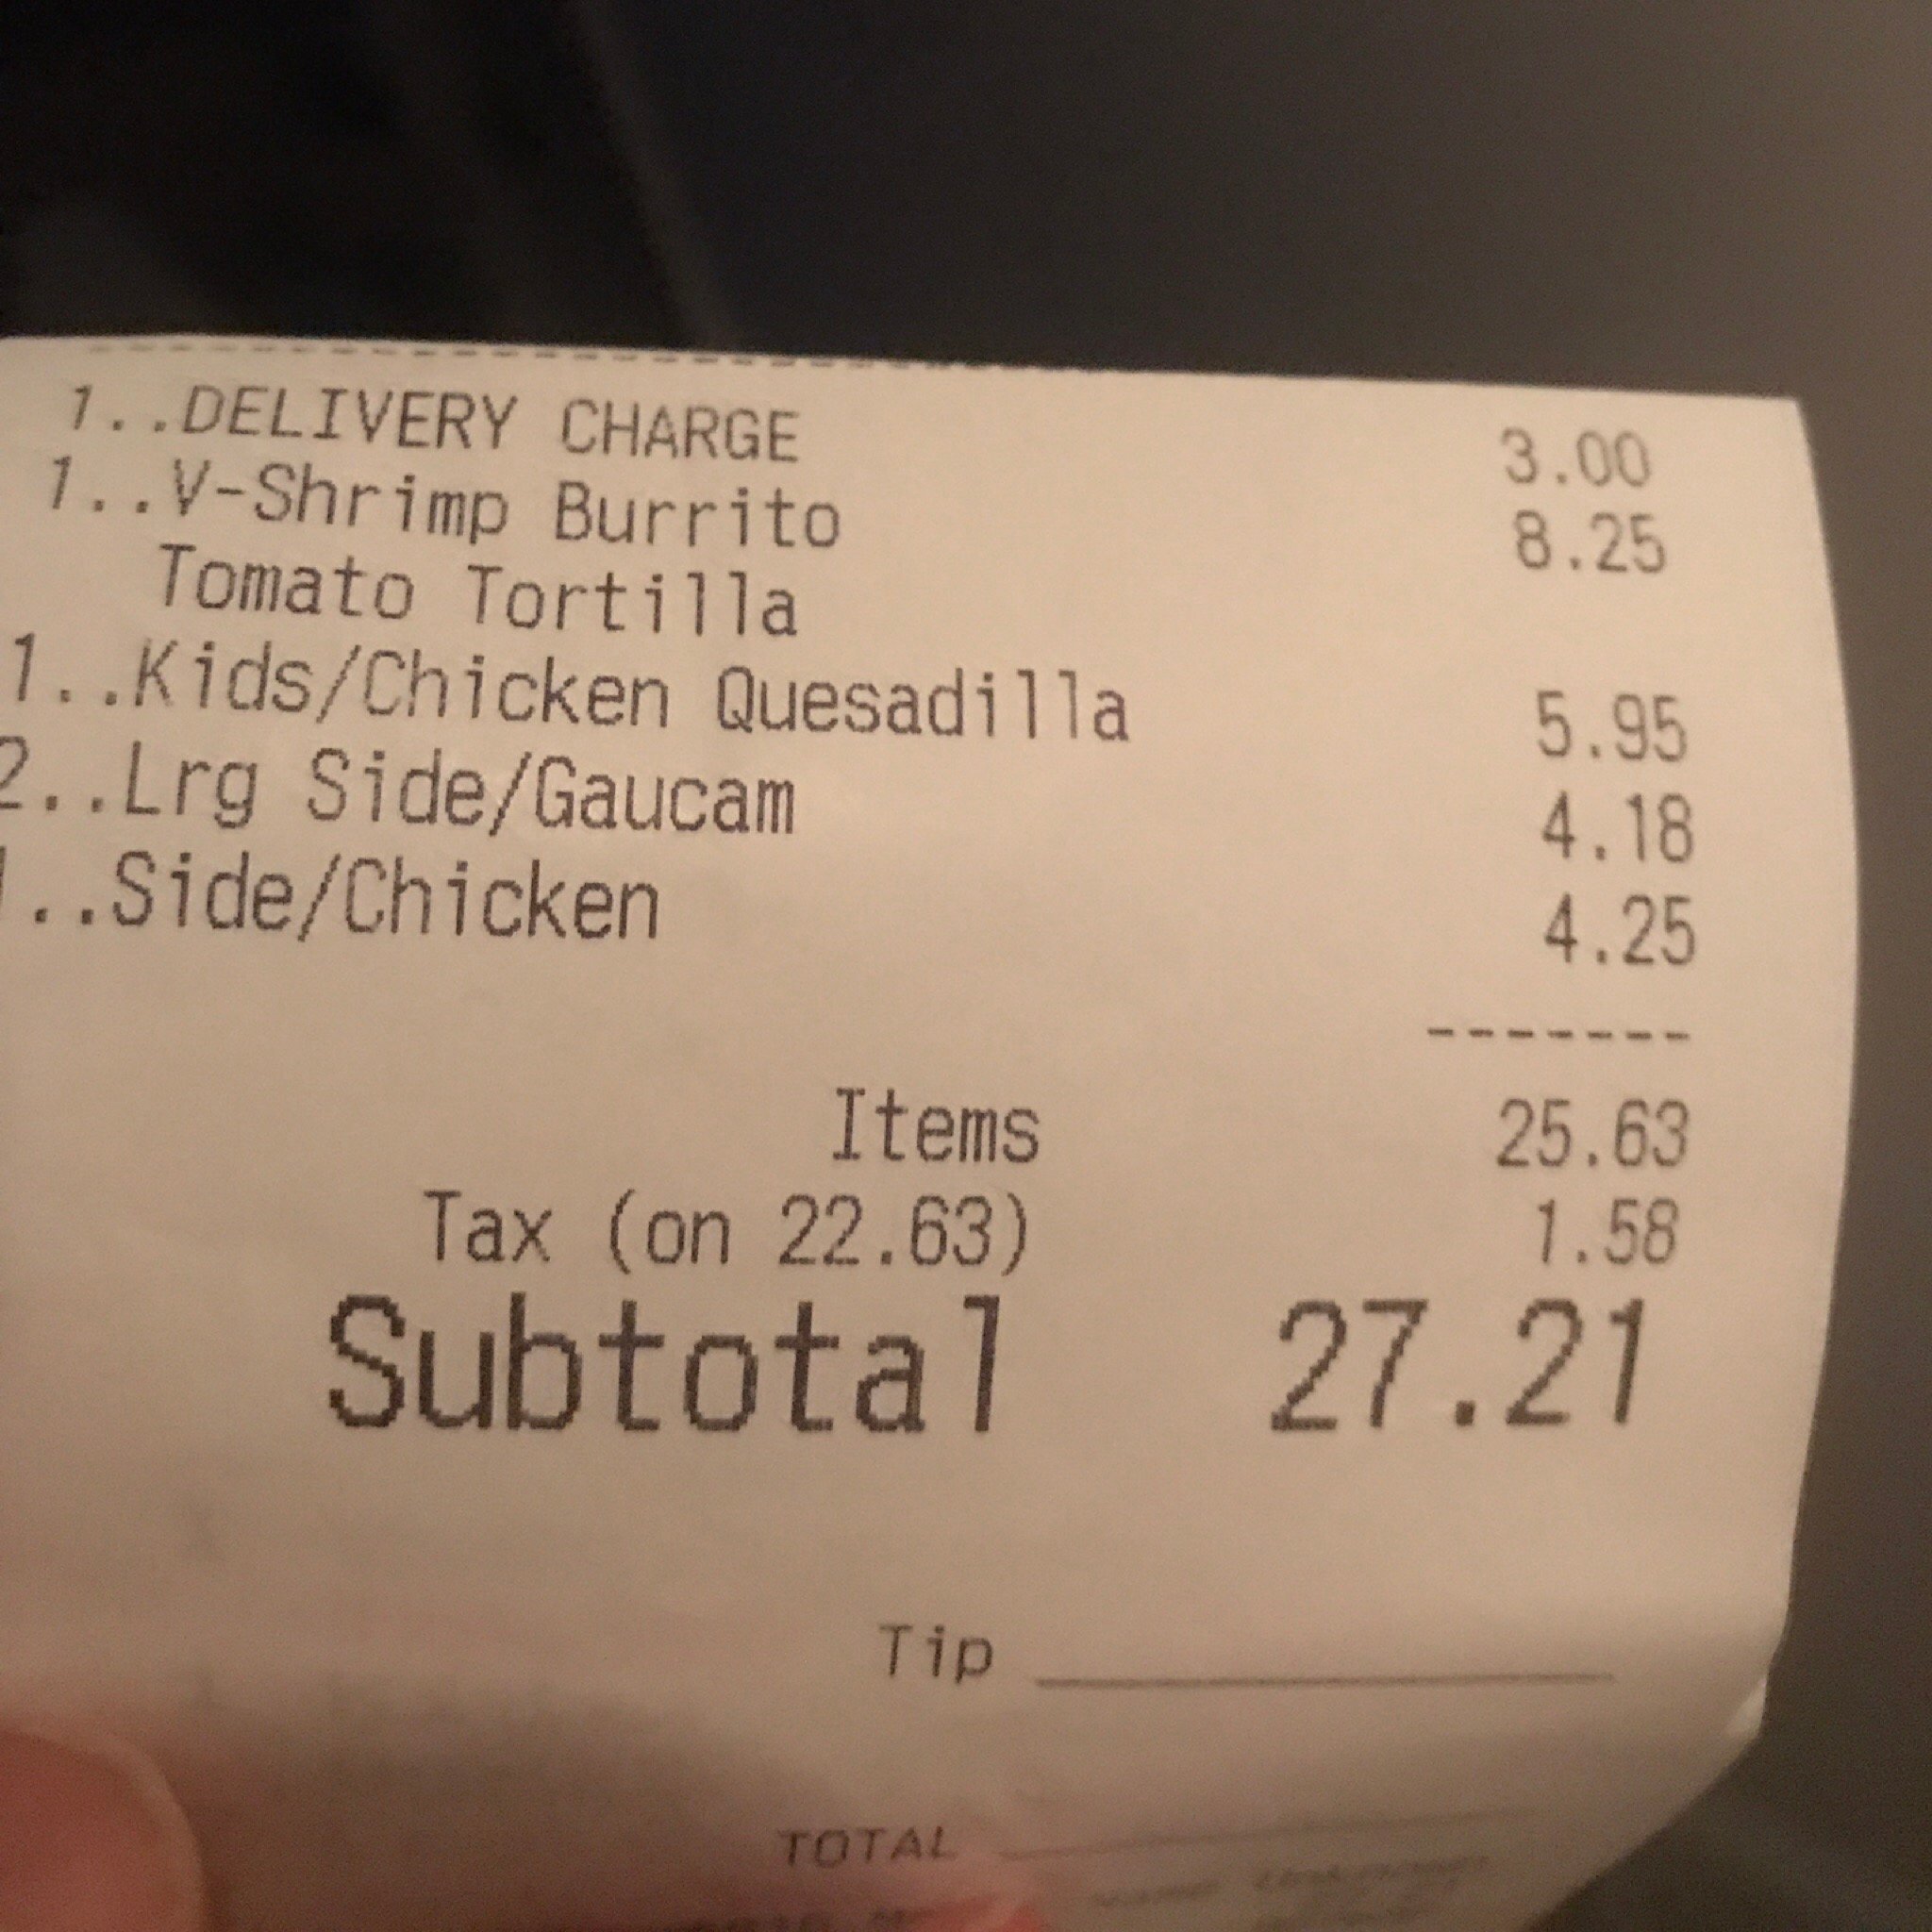 1..DELIVERY CHARGE 3.00
1..V-Shrimp Burrito 8.25
Tomato Tortilla
1..Kids/Chicken Quesadilla 5.95
2..Lrg Side/Gaucam 4.18
1..Side/Chicken 4.25
-------
Items 25.63
Tax (on 22.63) 1.58
Subtotal 27.21
Tip
TOTAL